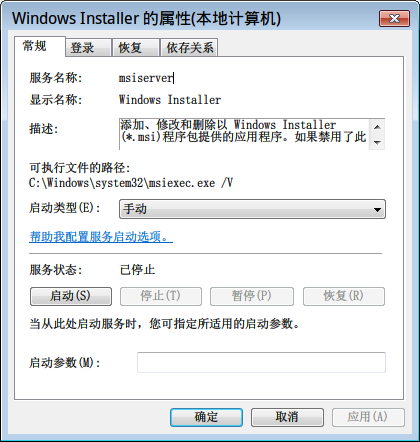 Windows Installer 的属性(本地计算机)
常规 登录 恢复 依存关系
服务名称: msiserver
显示名称: Windows Installer
描述: 添加、修改和删除以 Windows Installer
(*.msi)程序包提供的应用程序。如果禁用了此
可执行文件的路径:
C:\Windows\system32\msiexec.exe /V
启动类型(E): 手动
帮助我配置服务启动选项。
服务状态: 已停止
启动(S) 停止(T) 暂停(P) 恢复(R)
当从此处启动服务时，您可指定所适用的启动参数。
启动参数(M):
确定 取消 应用(A)